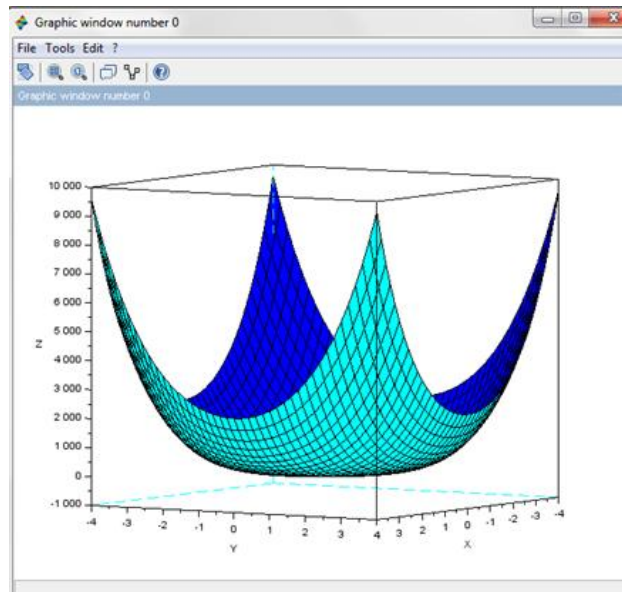 Graphic window number 0
File Tools Edit ?
Graphic window number 0
10 000
9 000
8 000
7 000
6 000
5 000
4 000
3 000
2 000
1 000
0
-1 000
Z
-4 -3 -2 -1 0 1 2 3 4
Y
4 3 2 1 0 -1 -2 -3 -4
X